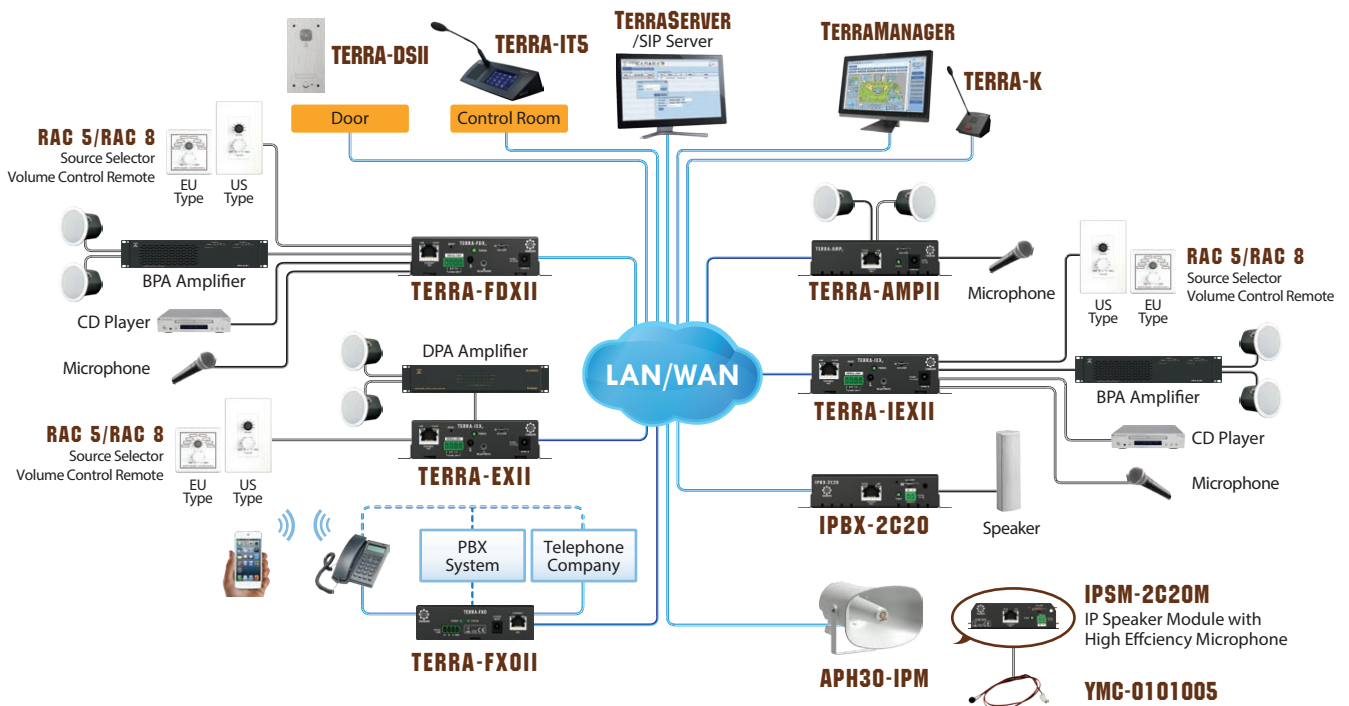 TERRASERVER
/SIP Server
TERRAMANAGER
TERRA-DSII
TERRA-IT5
TERRA-K
Door
Control Room
RAC 5/RAC 8
Source Selector
Volume Control Remote
EU
Type
US
Type
BPA Amplifier
TERRA-FDXII
CD Player
Microphone
DPA Amplifier
RAC 5/RAC 8
Source Selector
Volume Control Remote
EU
Type
US
Type
TERRA-EXII
PBX
System
Telephone
Company
TERRA-FXO
TERRA-FXOII
LAN/WAN
TERRA-AMPII
Microphone
US
Type
EU
Type
RAC 5/RAC 8
Source Selector
Volume Control Remote
TERRA-IEXII
BPA Amplifier
CD Player
Microphone
IPBX-2C20
IPBX-2C20
Speaker
APH30-IPM
IPSM-2C20M
IP Speaker Module with
High Effciency Microphone
YMC-0101005